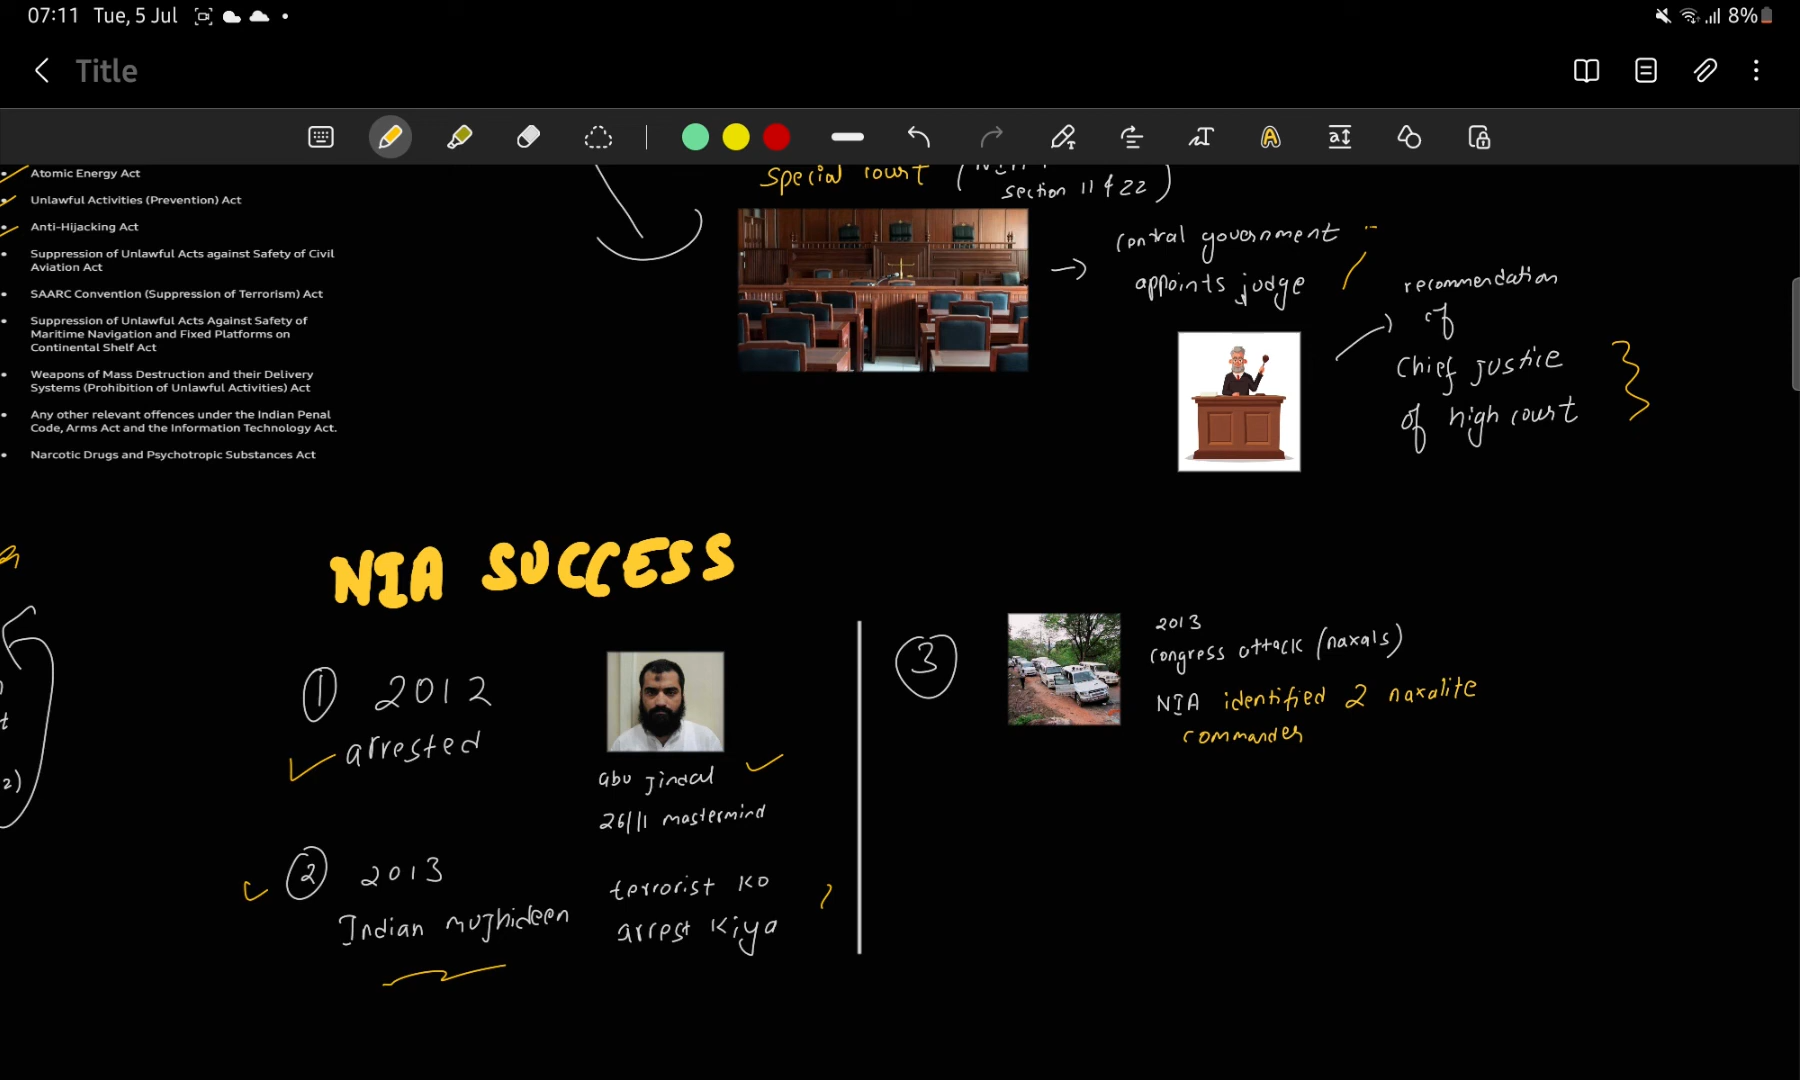 07:11 Tue, 5 Jul
8%
Title
Atomic Energy Act
Unlawful Activities (Prevention) Act
Anti-Hijacking Act
Suppression of Unlawful Acts against Safety of Civil
Aviation Act
SAARC Convention (Suppression of Terrorism) Act
Suppression of Unlawful Acts Against Safety of
Maritime Navigation and Fixed Platforms on
Continental Shelf Act
Weapons of Mass Destruction and their Delivery
Systems (Prohibition of Unlawful Activities) Act
Any other relevant offences under the Indian Penal
Code, Arms Act and the Information Technology Act.
Narcotic Drugs and Psychotropic Substances Act
special court (
section 11 & 22 )
central government
appoints judge
recommendation
of
chief justice
of high court
NIA SUCCESS
1 2012
arrested
abu jindal
26/11 mastermind
2 2013
Indian mujhideen
terrorist ko
arrest kiya
3
2013
congress attack (naxals)
NIA identified 2 naxalite
commander
t
2)